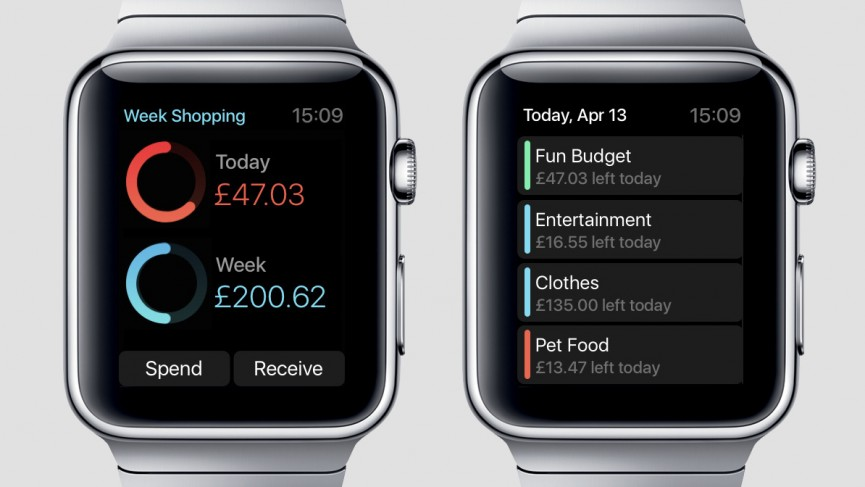 Week Shopping 15:09
Today
£47.03
Week
£200.62
Spend Receive
Today, Apr 13 15:09
Fun Budget
£47.03 left today
Entertainment
£16.55 left today
Clothes
£135.00 left today
Pet Food
£13.47 left today